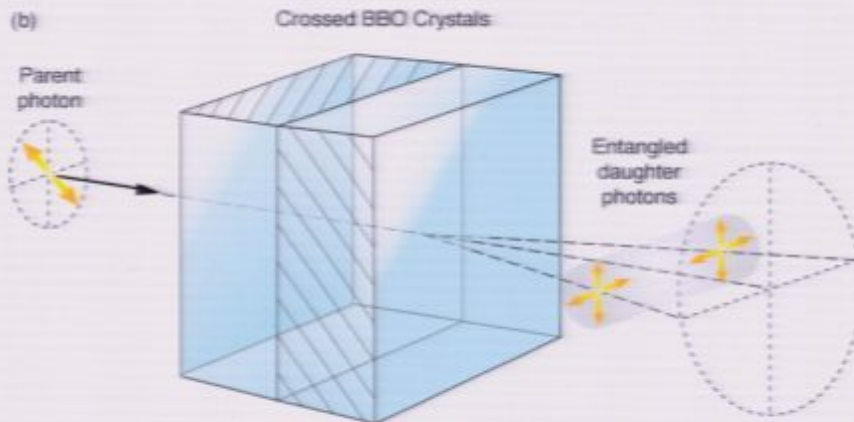 (b)
Crossed BBO Crystals
Parent
photon
Entangled
daughter
photons